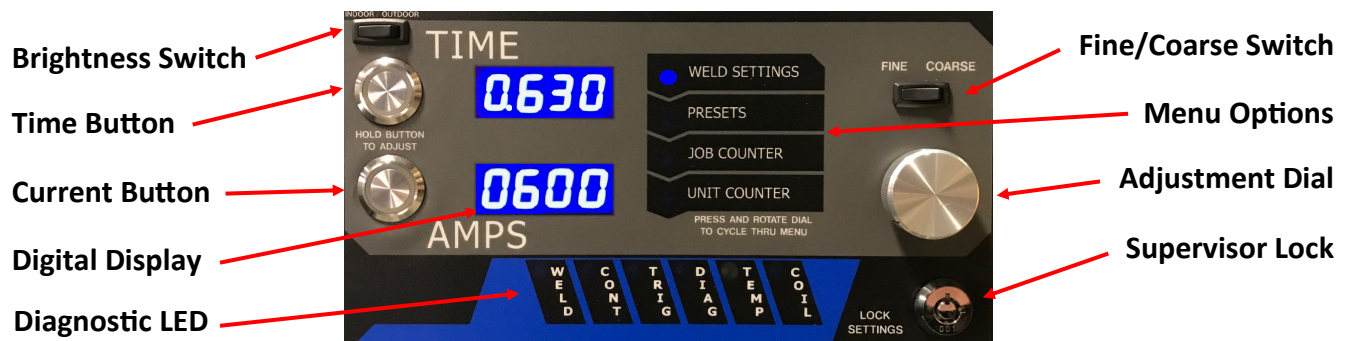 Brightness Switch
Time Button
Current Button
Digital Display
Diagnostic LED
INDOOR / OUTDOOR
TIME
0.630
HOLD BUTTON
TO ADJUST
0600
AMPS
WELD SETTINGS
PRESETS
JOB COUNTER
UNIT COUNTER
PRESS AND ROTATE DIAL
TO CYCLE THRU MENU
WELD
CONT
TRIG
DIAG
TEMP
COIL
FINE COARSE
LOCK
SETTINGS
001
Fine/Coarse Switch
Menu Options
Adjustment Dial
Supervisor Lock